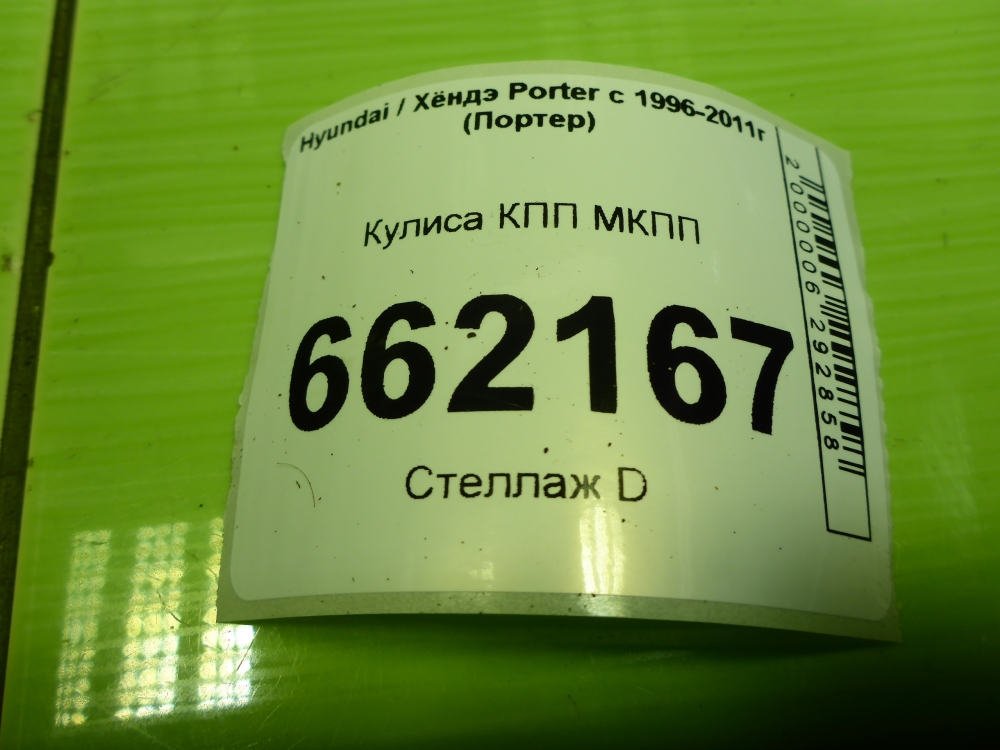 Hyundai / Хёндэ Porter с 1996-2011г
(Портер)
Кулиса КПП МКПП
662167
Стеллаж D
2000006292858